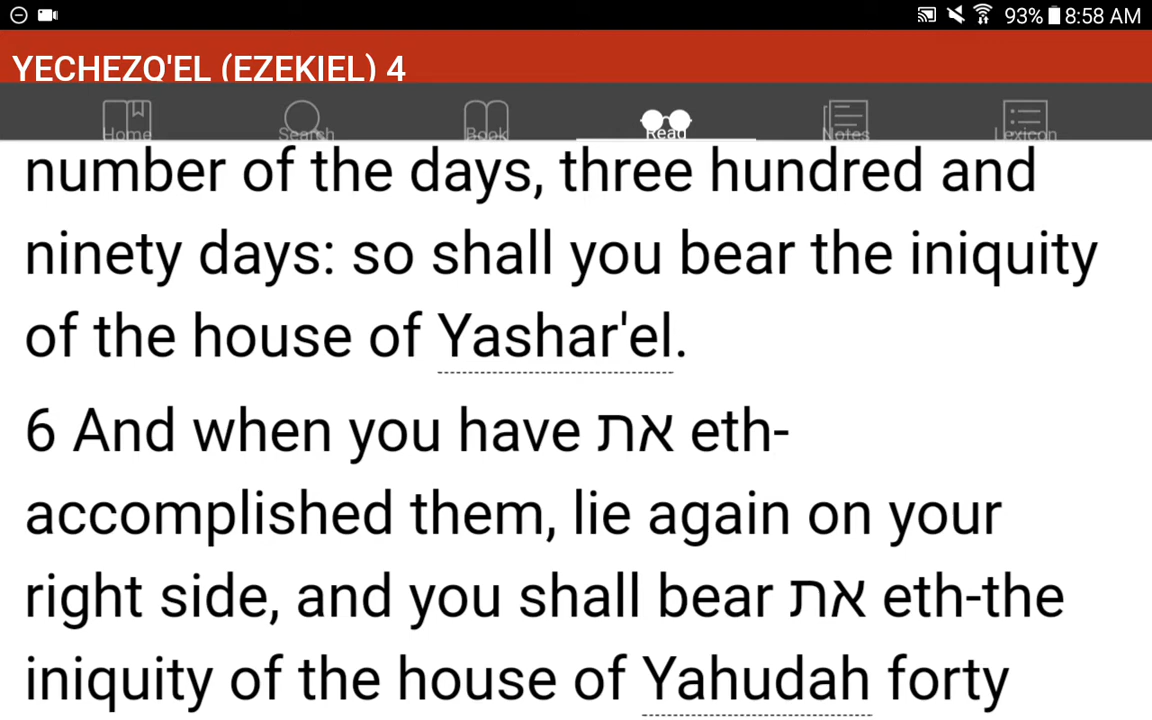 93% 8:58 AM
YECHEZQ'EL (EZEKIEL) 4
Home Search Book Read Notes Lexicon
number of the days, three hundred and
ninety days: so shall you bear the iniquity
of the house of Yashar'el.
6 And when you have את eth-
accomplished them, lie again on your
right side, and you shall bear את eth-the
iniquity of the house of Yahudah forty